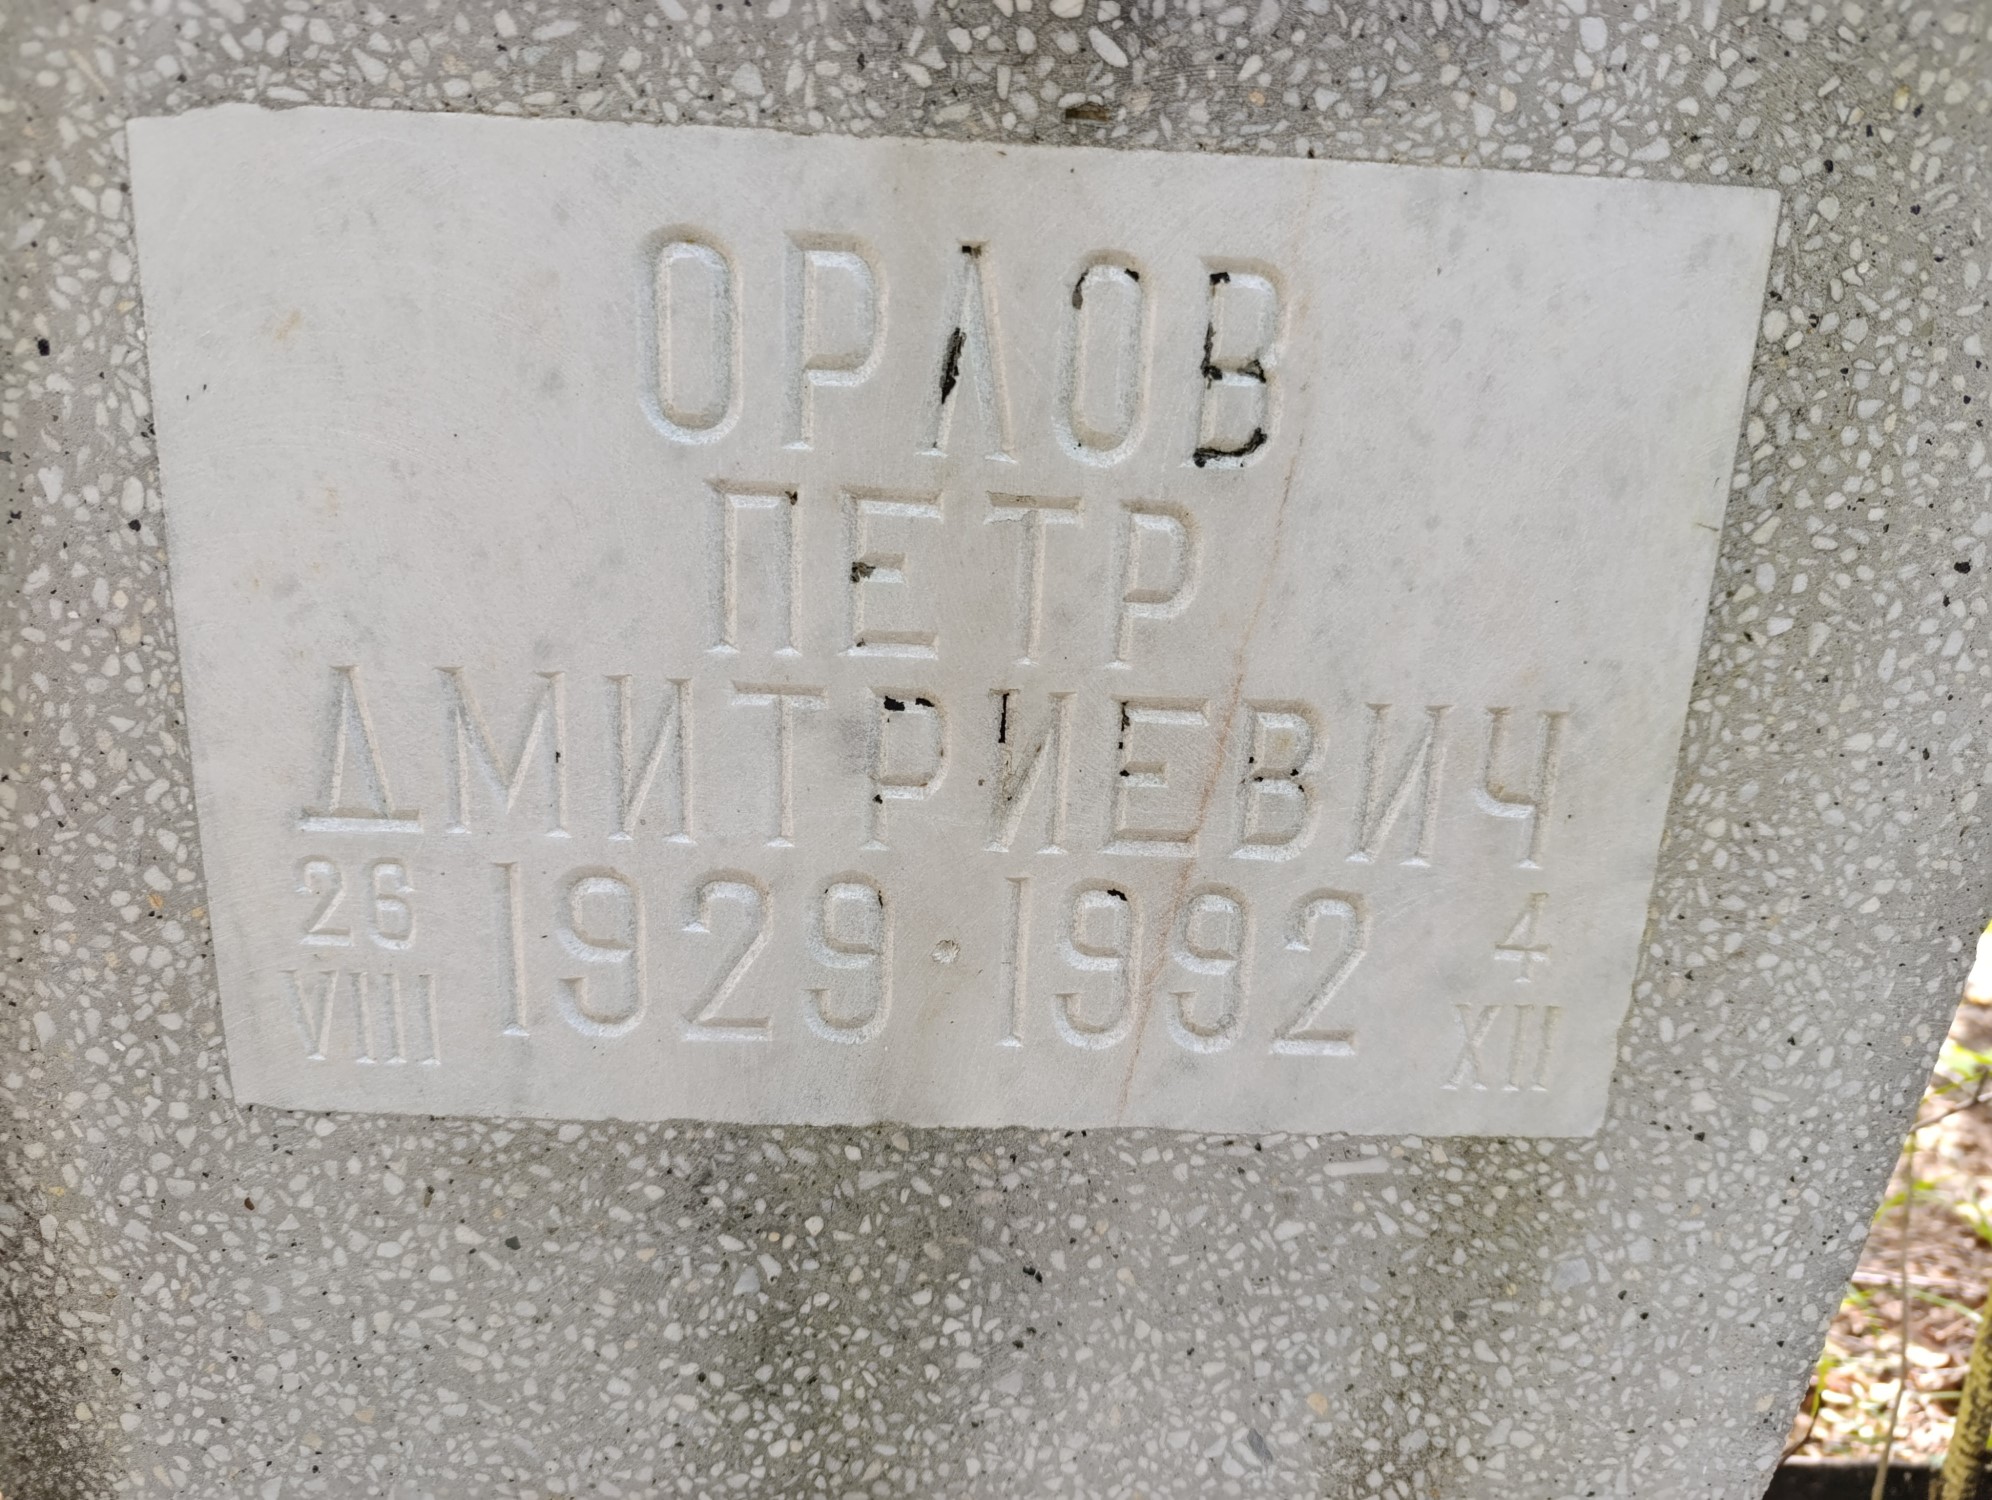 ОРЛОВ
ПЕТР
ДМИТРИЕВИЧ
26 VIII 1929 · 1992 4 XII